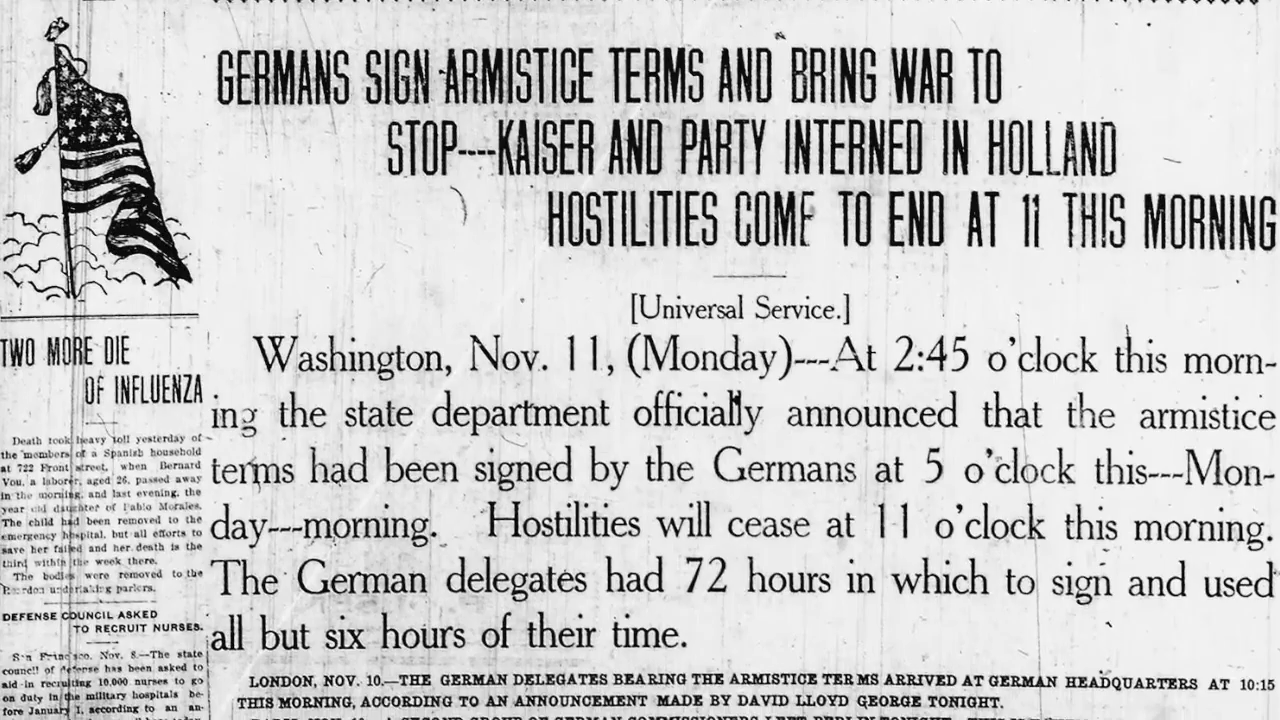 GERMANS SIGN ARMISTICE TERMS AND BRING WAR TO
STOP----KAISER AND PARTY INTERNED IN HOLLAND
HOSTILITIES COME TO END AT 11 THIS MORNING
[Universal Service.]
Washington, Nov. 11, (Monday)---At 2:45 o'clock this morn-
ing the state department officially announced that the armistice
terms had been signed by the Germans at 5 o'clock this---Mon-
day---morning. Hostilities will cease at 11 o'clock this morning.
The German delegates had 72 hours in which to sign and used
all but six hours of their time.
LONDON, NOV. 10.—THE GERMAN DELEGATES BEARING THE ARMISTICE TERMS ARRIVED AT GERMAN HEADQUARTERS AT 10:15
THIS MORNING, ACCORDING TO AN ANNOUNCEMENT MADE BY DAVID LLOYD GEORGE TONIGHT.
TWO MORE DIE
OF INFLUENZA
Death took heavy toll yesterday of
the members of a Spanish household
at 722 Front street, when Bernard
Vou, a laborer, aged 26, passed away
in the morning, and last evening, the
year old daughter of Pablo Morales.
The child had been removed to the
emergency hospital, but all efforts to
save her failed and her death is the
third within the week there.
The bodies were removed to the
undertaking parlors.
DEFENSE COUNCIL ASKED
TO RECRUIT NURSES.
San Francisco, Nov. 8.—The state
council of defense has been asked to
aid in recruiting 10,000 nurses to go
on duty in the military hospitals be-
fore January 1, according to an an-